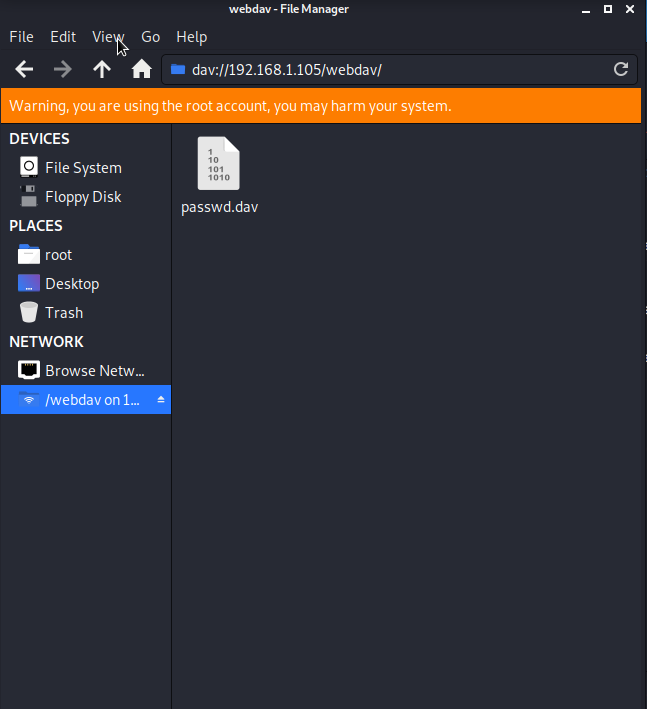 webdav - File Manager
File Edit View Go Help
dav://192.168.1.105/webdav/
Warning, you are using the root account, you may harm your system.
DEVICES
File System
Floppy Disk
PLACES
root
Desktop
Trash
NETWORK
Browse Netw...
/webdav on 1...
1
10
101
1010
passwd.dav